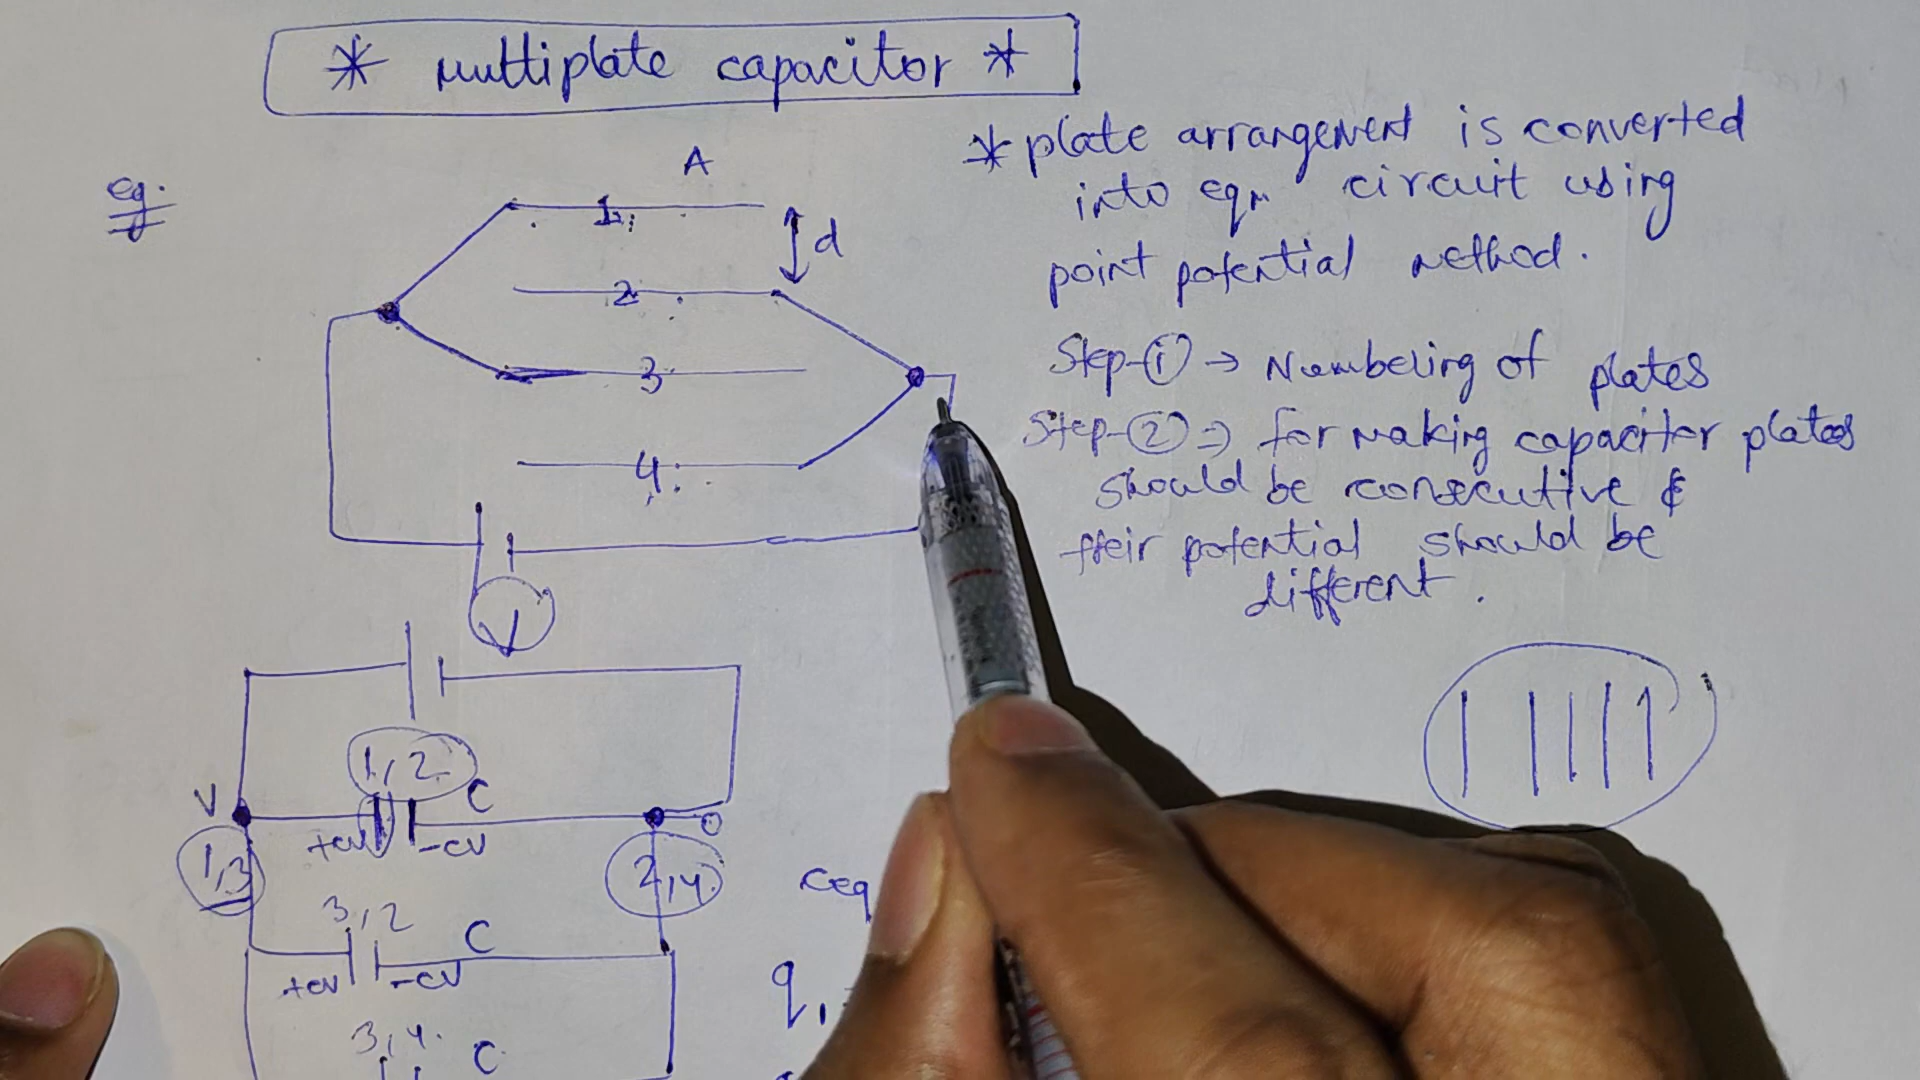 * Multiplate capacitor *
eg.
A
1
d
2
3
4
V
* plate arrangement is converted
into eqn circuit using
point potential method.
Step-① → Numbering of plates
Step-② ⇒ for making capacitor plates
should be consecutive &
their potential should be
different.
1,2
V
C
+CV
-CV
O
1,3
2,4
3,2
C
+CV
-CV
3,4
C
Ceq
q1